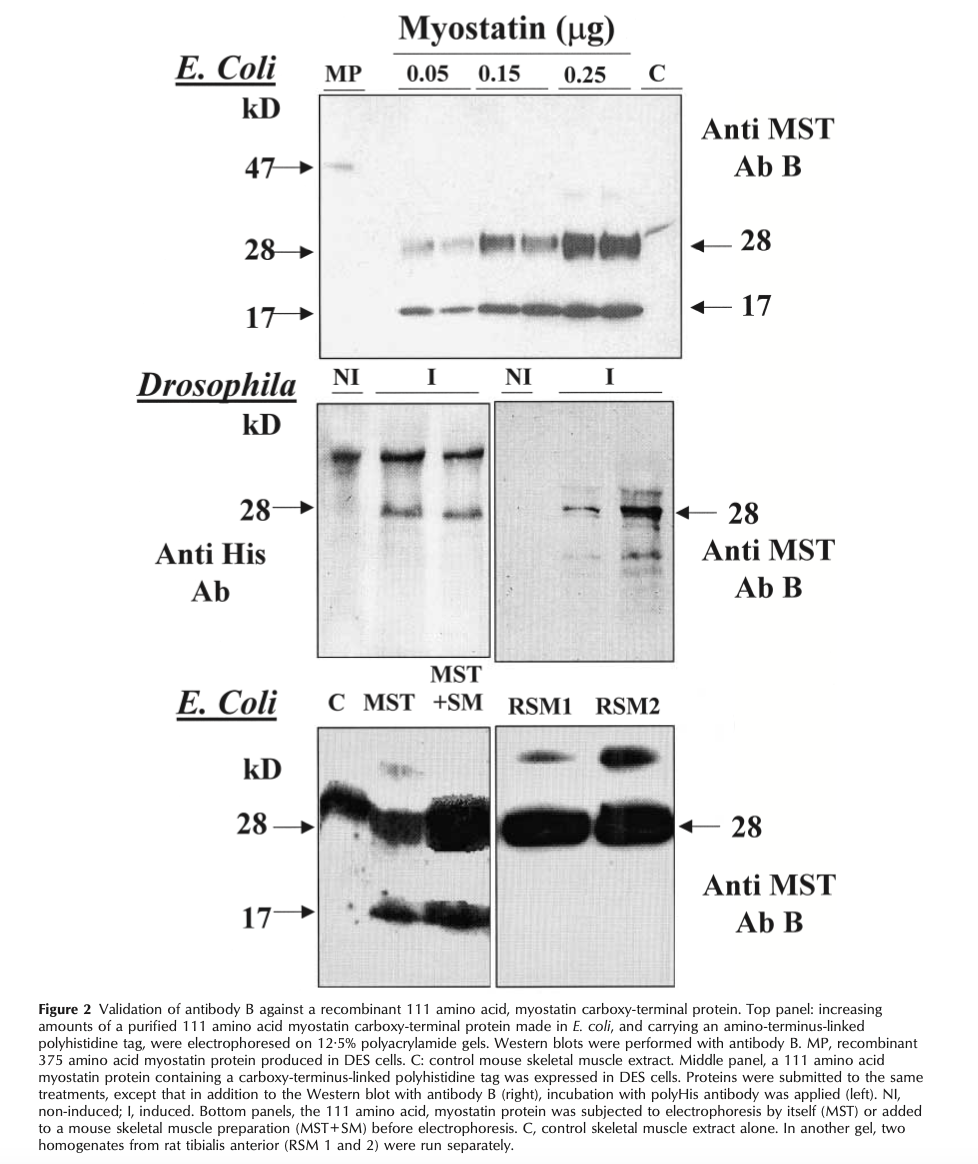 Myostatin (μg)
E. Coli MP 0.05 0.15 0.25 C
kD
Anti MST
Ab B
47
28 28
17 17
Drosophila NI I NI I
kD
28 28
Anti His Anti MST
Ab Ab B
MST
E. Coli C MST +SM RSM1 RSM2
kD
28 28
Anti MST
17 Ab B
Figure 2 Validation of antibody B against a recombinant 111 amino acid, myostatin carboxy-terminal protein. Top panel: increasing
amounts of a purified 111 amino acid myostatin carboxy-terminal protein made in E. coli, and carrying an amino-terminus-linked
polyhistidine tag, were electrophoresed on 12·5% polyacrylamide gels. Western blots were performed with antibody B. MP, recombinant
375 amino acid myostatin protein produced in DES cells. C: control mouse skeletal muscle extract. Middle panel, a 111 amino acid
myostatin protein containing a carboxy-terminus-linked polyhistidine tag was expressed in DES cells. Proteins were submitted to the same
treatments, except that in addition to the Western blot with antibody B (right), incubation with polyHis antibody was applied (left). NI,
non-induced; I, induced. Bottom panels, the 111 amino acid, myostatin protein was subjected to electrophoresis by itself (MST) or added
to a mouse skeletal muscle preparation (MST+SM) before electrophoresis. C, control skeletal muscle extract alone. In another gel, two
homogenates from rat tibialis anterior (RSM 1 and 2) were run separately.